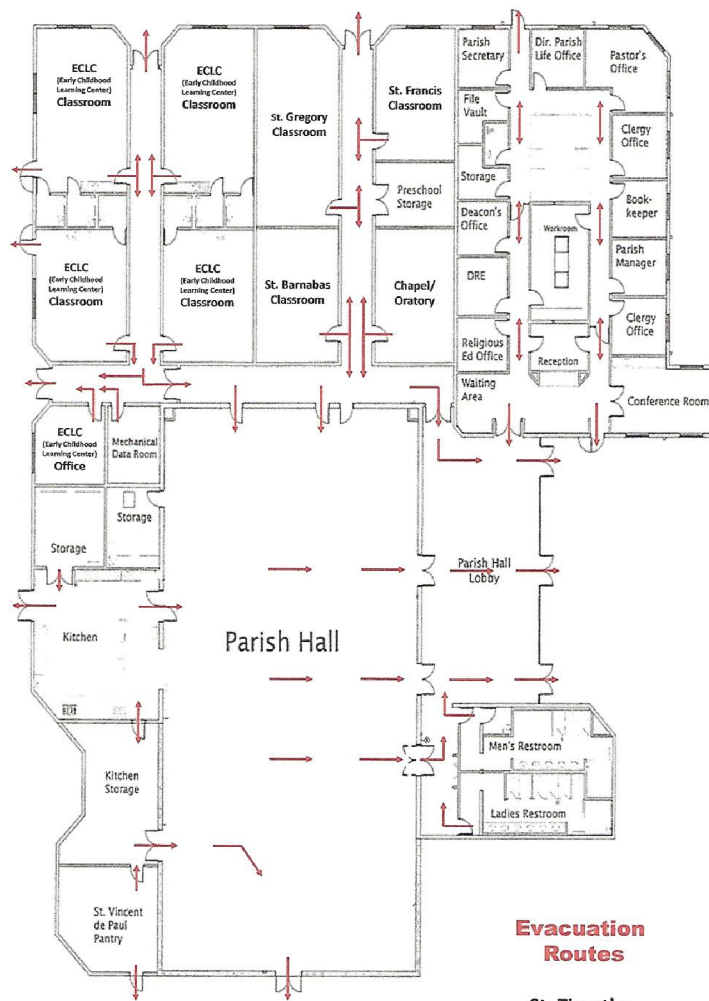 ECLC
(Early Childhood
Learning Center)
Classroom
ECLC
(Early Childhood
Learning Center)
Classroom
St. Gregory
Classroom
St. Francis
Classroom
Parish
Secretary
Dir. Parish
Life Office
Pastor's
Office
File
Vault
Clergy
Office
Storage
Preschool
Storage
Deacon's
Office
Workroom
Book-
keeper
ECLC
(Early Childhood
Learning Center)
Classroom
ECLC
(Early Childhood
Learning Center)
Classroom
St. Barnabas
Classroom
Chapel/
Oratory
DRE
Parish
Manager
Religious
Ed Office
Reception
Clergy
Office
Waiting
Area
Conference Room
ECLC
(Early Childhood
Learning Center)
Office
Mechanical
Data Room
Storage
Storage
Parish Hall
Lobby
Kitchen
Parish Hall
Men's Restroom
Kitchen
Storage
Ladies Restroom
St. Vincent
de Paul
Pantry
Evacuation
Routes